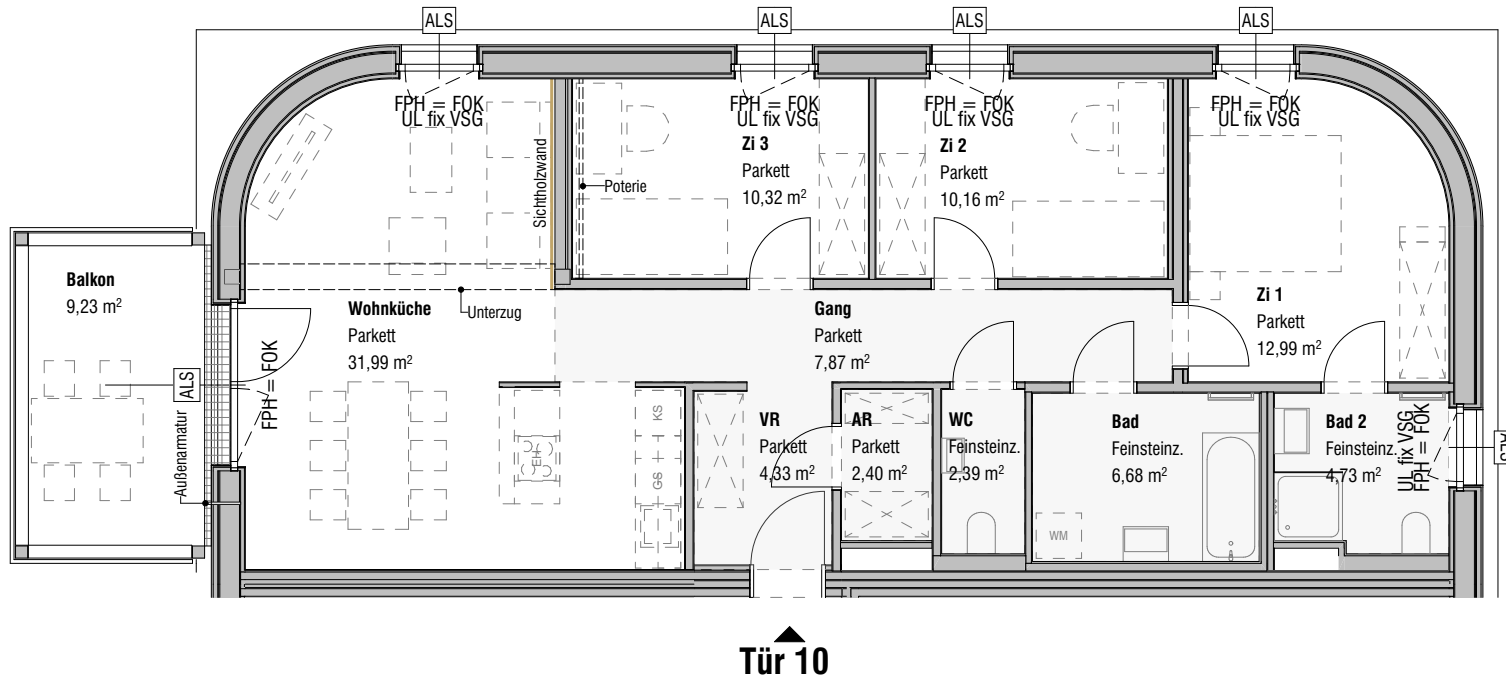 ALS
ALS
ALS
ALS
FPH = FOK
UL fix VSG
FPH = FOK
UL fix VSG
FPH = FOK
UL fix VSG
FPH = FOK
UL fix VSG
Sichtholzwand
Poterie
Zi 3
Parkett
10,32 m²
Zi 2
Parkett
10,16 m²
Balkon
9,23 m²
Wohnküche
Parkett
31,99 m²
Unterzug
Gang
Parkett
7,87 m²
Zi 1
Parkett
12,99 m²
ALS
FPH = FOK
Außenarmatur
EH
KS
GS
VR
Parkett
4,33 m²
AR
Parkett
2,40 m²
WC
Feinsteinz.
2,39 m²
Bad
Feinsteinz.
6,68 m²
WM
Bad 2
Feinsteinz.
4,73 m²
UL fix VSG
FPH = FOK
ALS
Tür 10